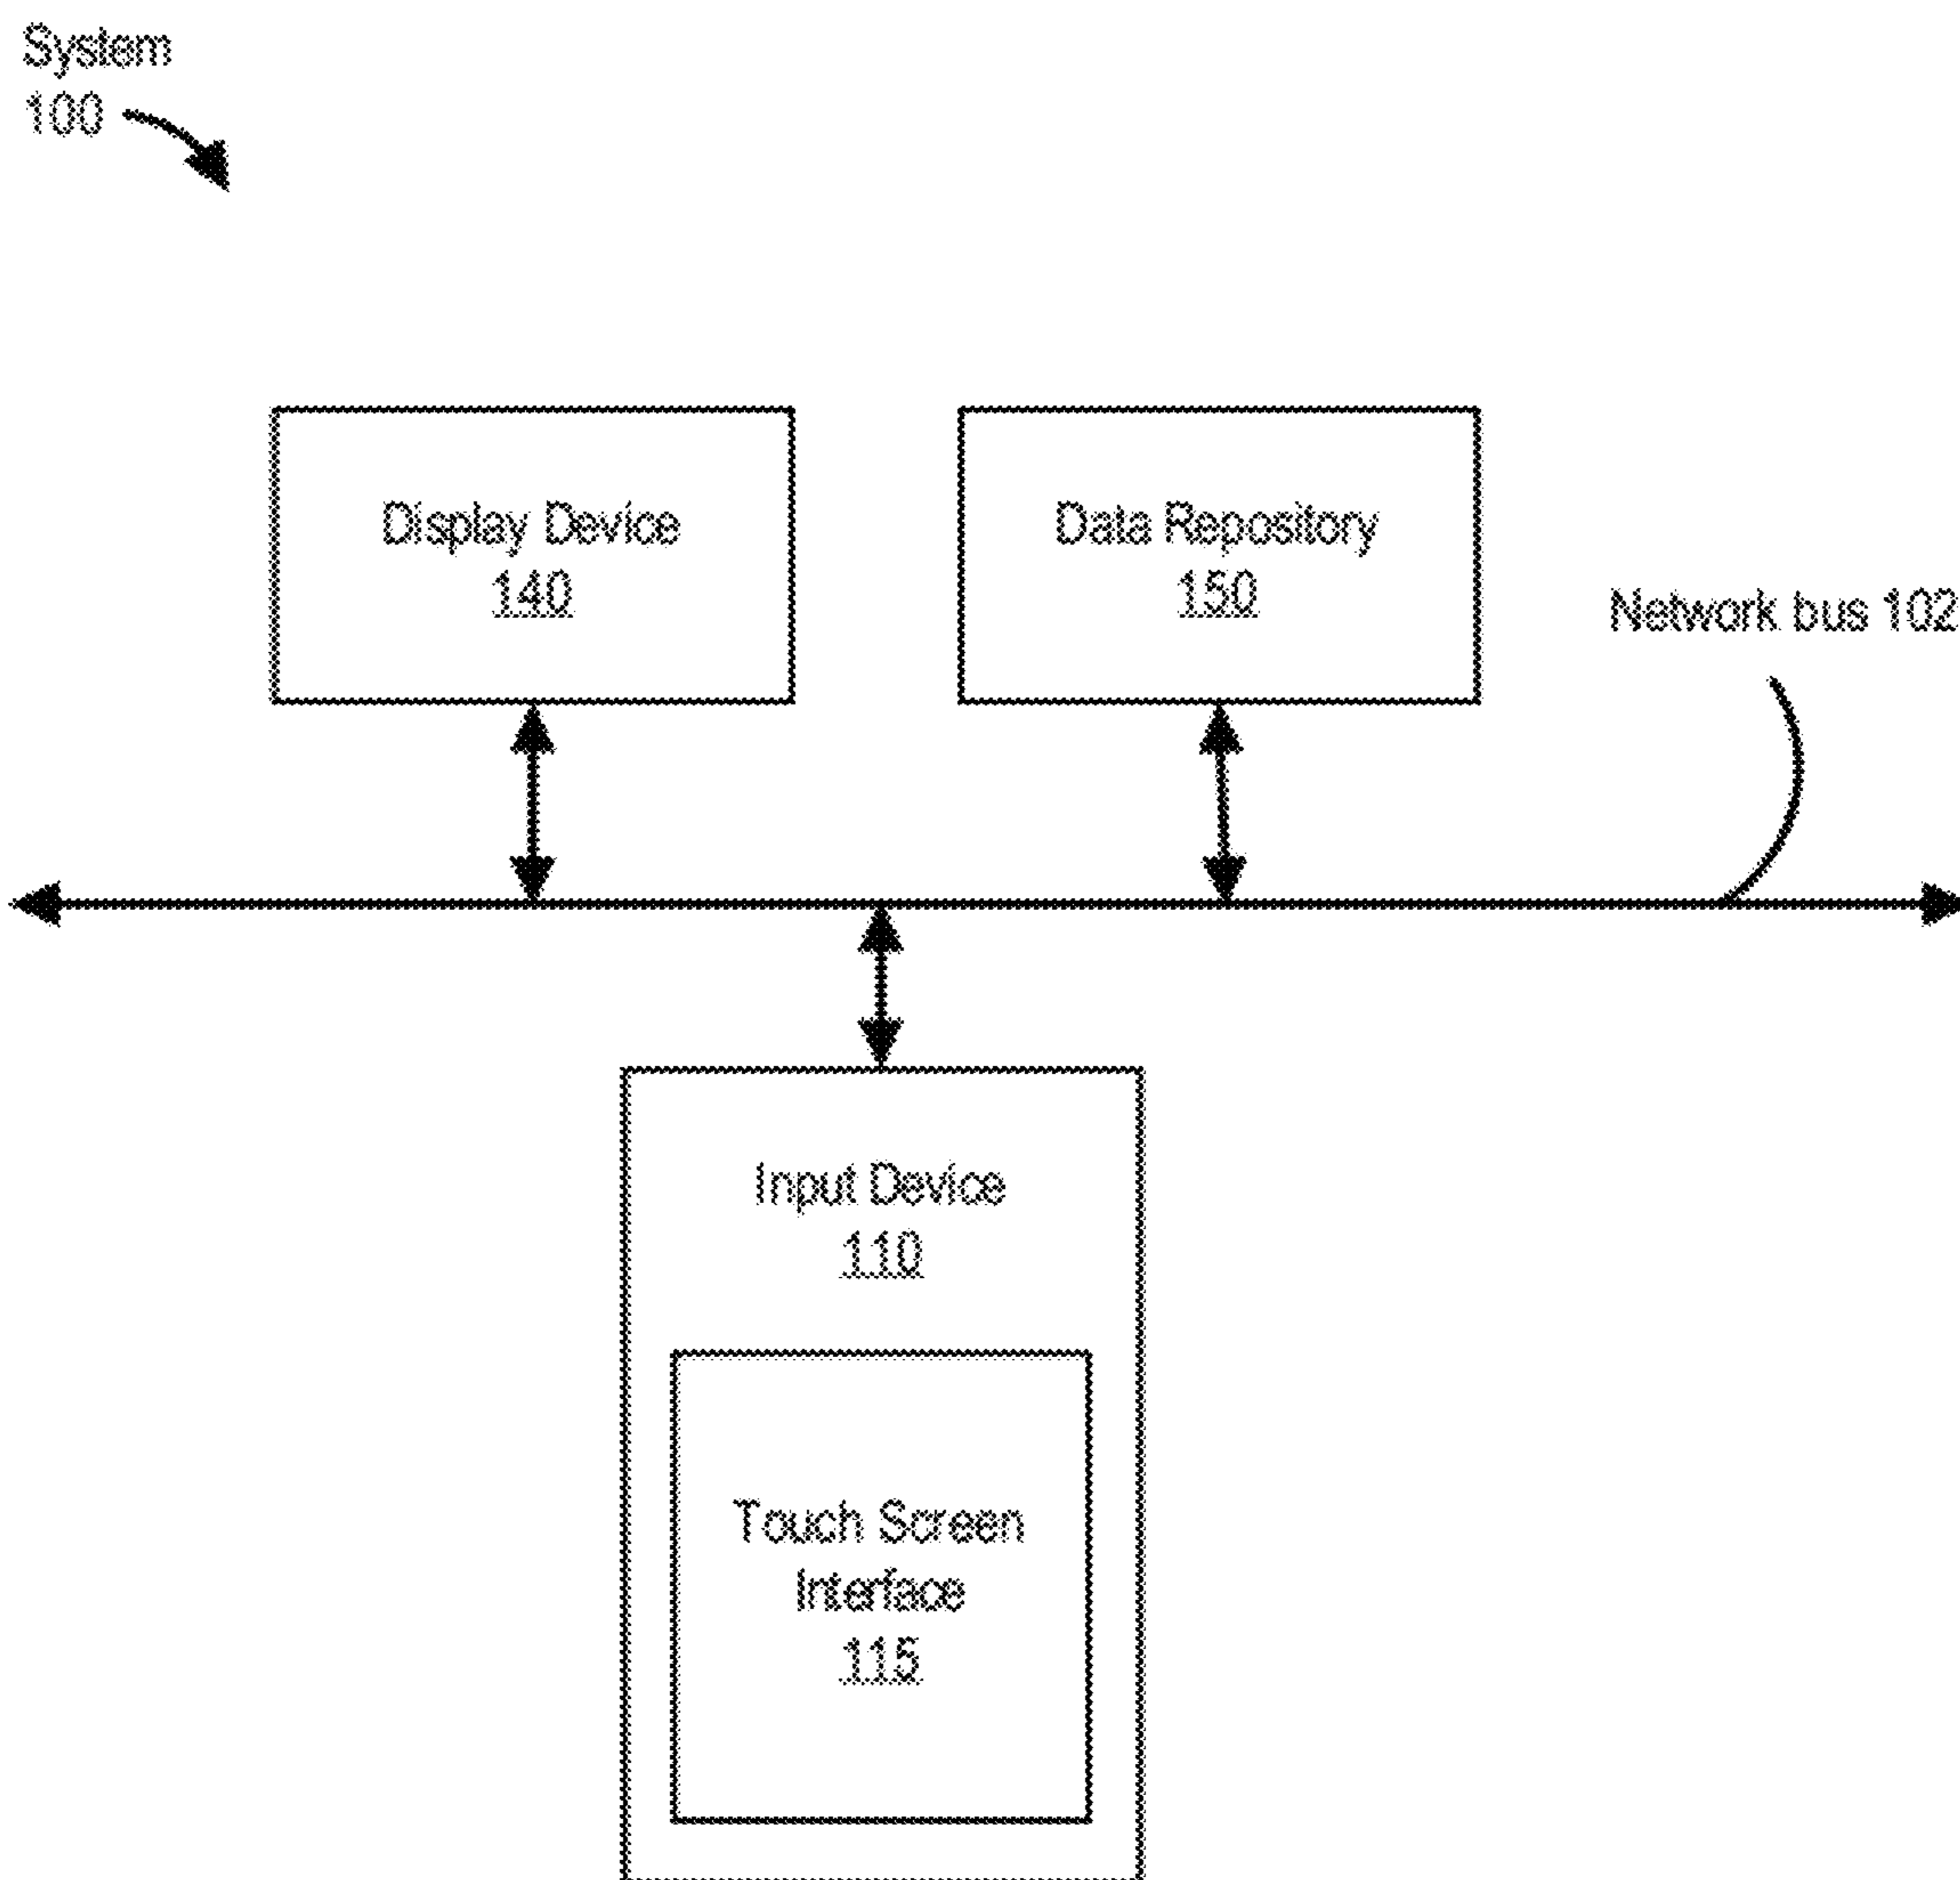 System
100
Display Device
140
Data Repository
150
Network bus 102
Input Device
110
Touch Screen
Interface
115